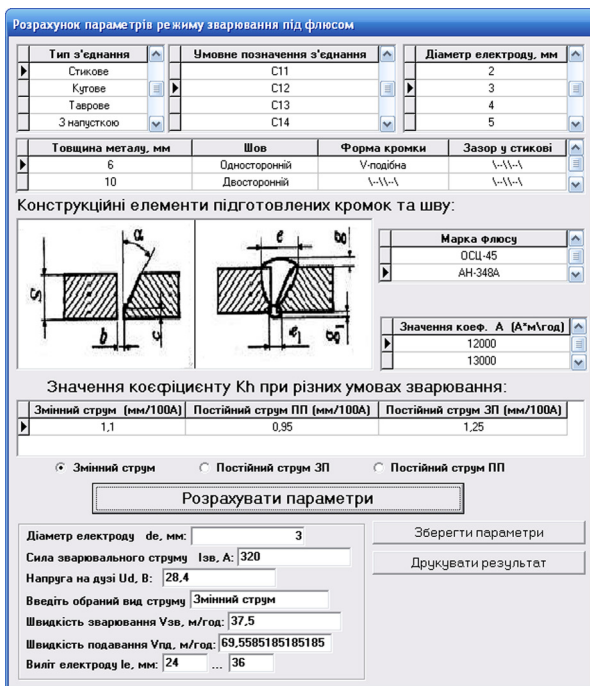 Розрахунок параметрів режиму зварювання під флюсом
Тип з'єднання
Стикове
Кутове
Таврове
З напусткою
Умовне позначення з'єднання
С11
С12
С13
С14
Діаметр електроду, мм
2
3
4
5
Товщина металу, мм Шов Форма кромки Зазор у стикові
6 Односторонній V-подібна \--\\--\
10 Двосторонній \--\\--\ \--\\--\
Конструкційні елементи підготовлених кромок та шву:
α
S
b
c
e
g
e1
g1
Марка Флюсу
ОСЦ-45
АН-348А
Значення коеф. А (А*м\год)
12000
13000
Значення коєфіцієнту Kh при різних умовах зварювання:
Змінний струм (мм/100А) Постійний струм ПП (мм/100А) Постійний струм ЗП (мм/100А)
1,1 0,95 1,25
Змінний струм Постійний струм ЗП Постійний струм ПП
Розрахувати параметри
Діаметр електроду de, мм: 3
Сила зварювального струму Ізв, А: 320
Напруга на дузі Ud, В: 28,4
Введіть обраний вид струму Змінний струм
Швидкість зварювання Vзв, м/год: 37,5
Швидкість подавання Vпд, м/год: 69,5585185185185
Виліт електроду le, мм: 24 ... 36
Зберегти параметри
Друкувати результат